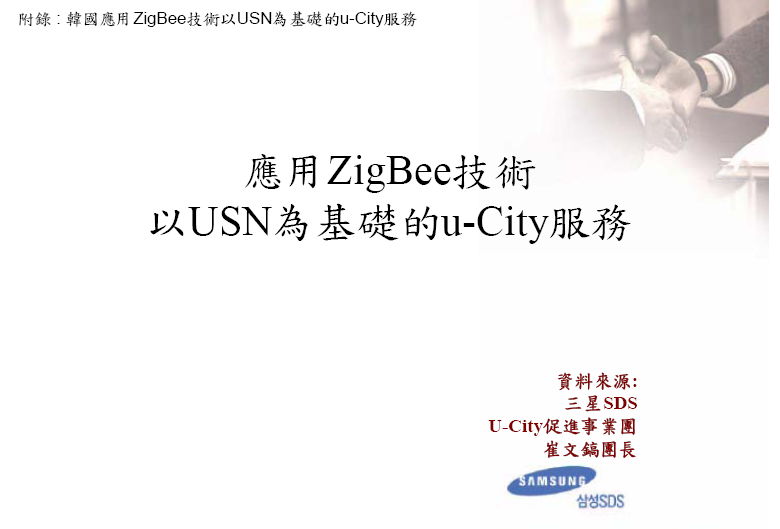 附錄 : 韓國應用ZigBee技術以USN為基礎的u-City服務
應用ZigBee技術
以USN為基礎的u-City服務
資料來源:
三星SDS
U-City促進事業團
崔文鎬團長
SAMSUNG
삼성SDS